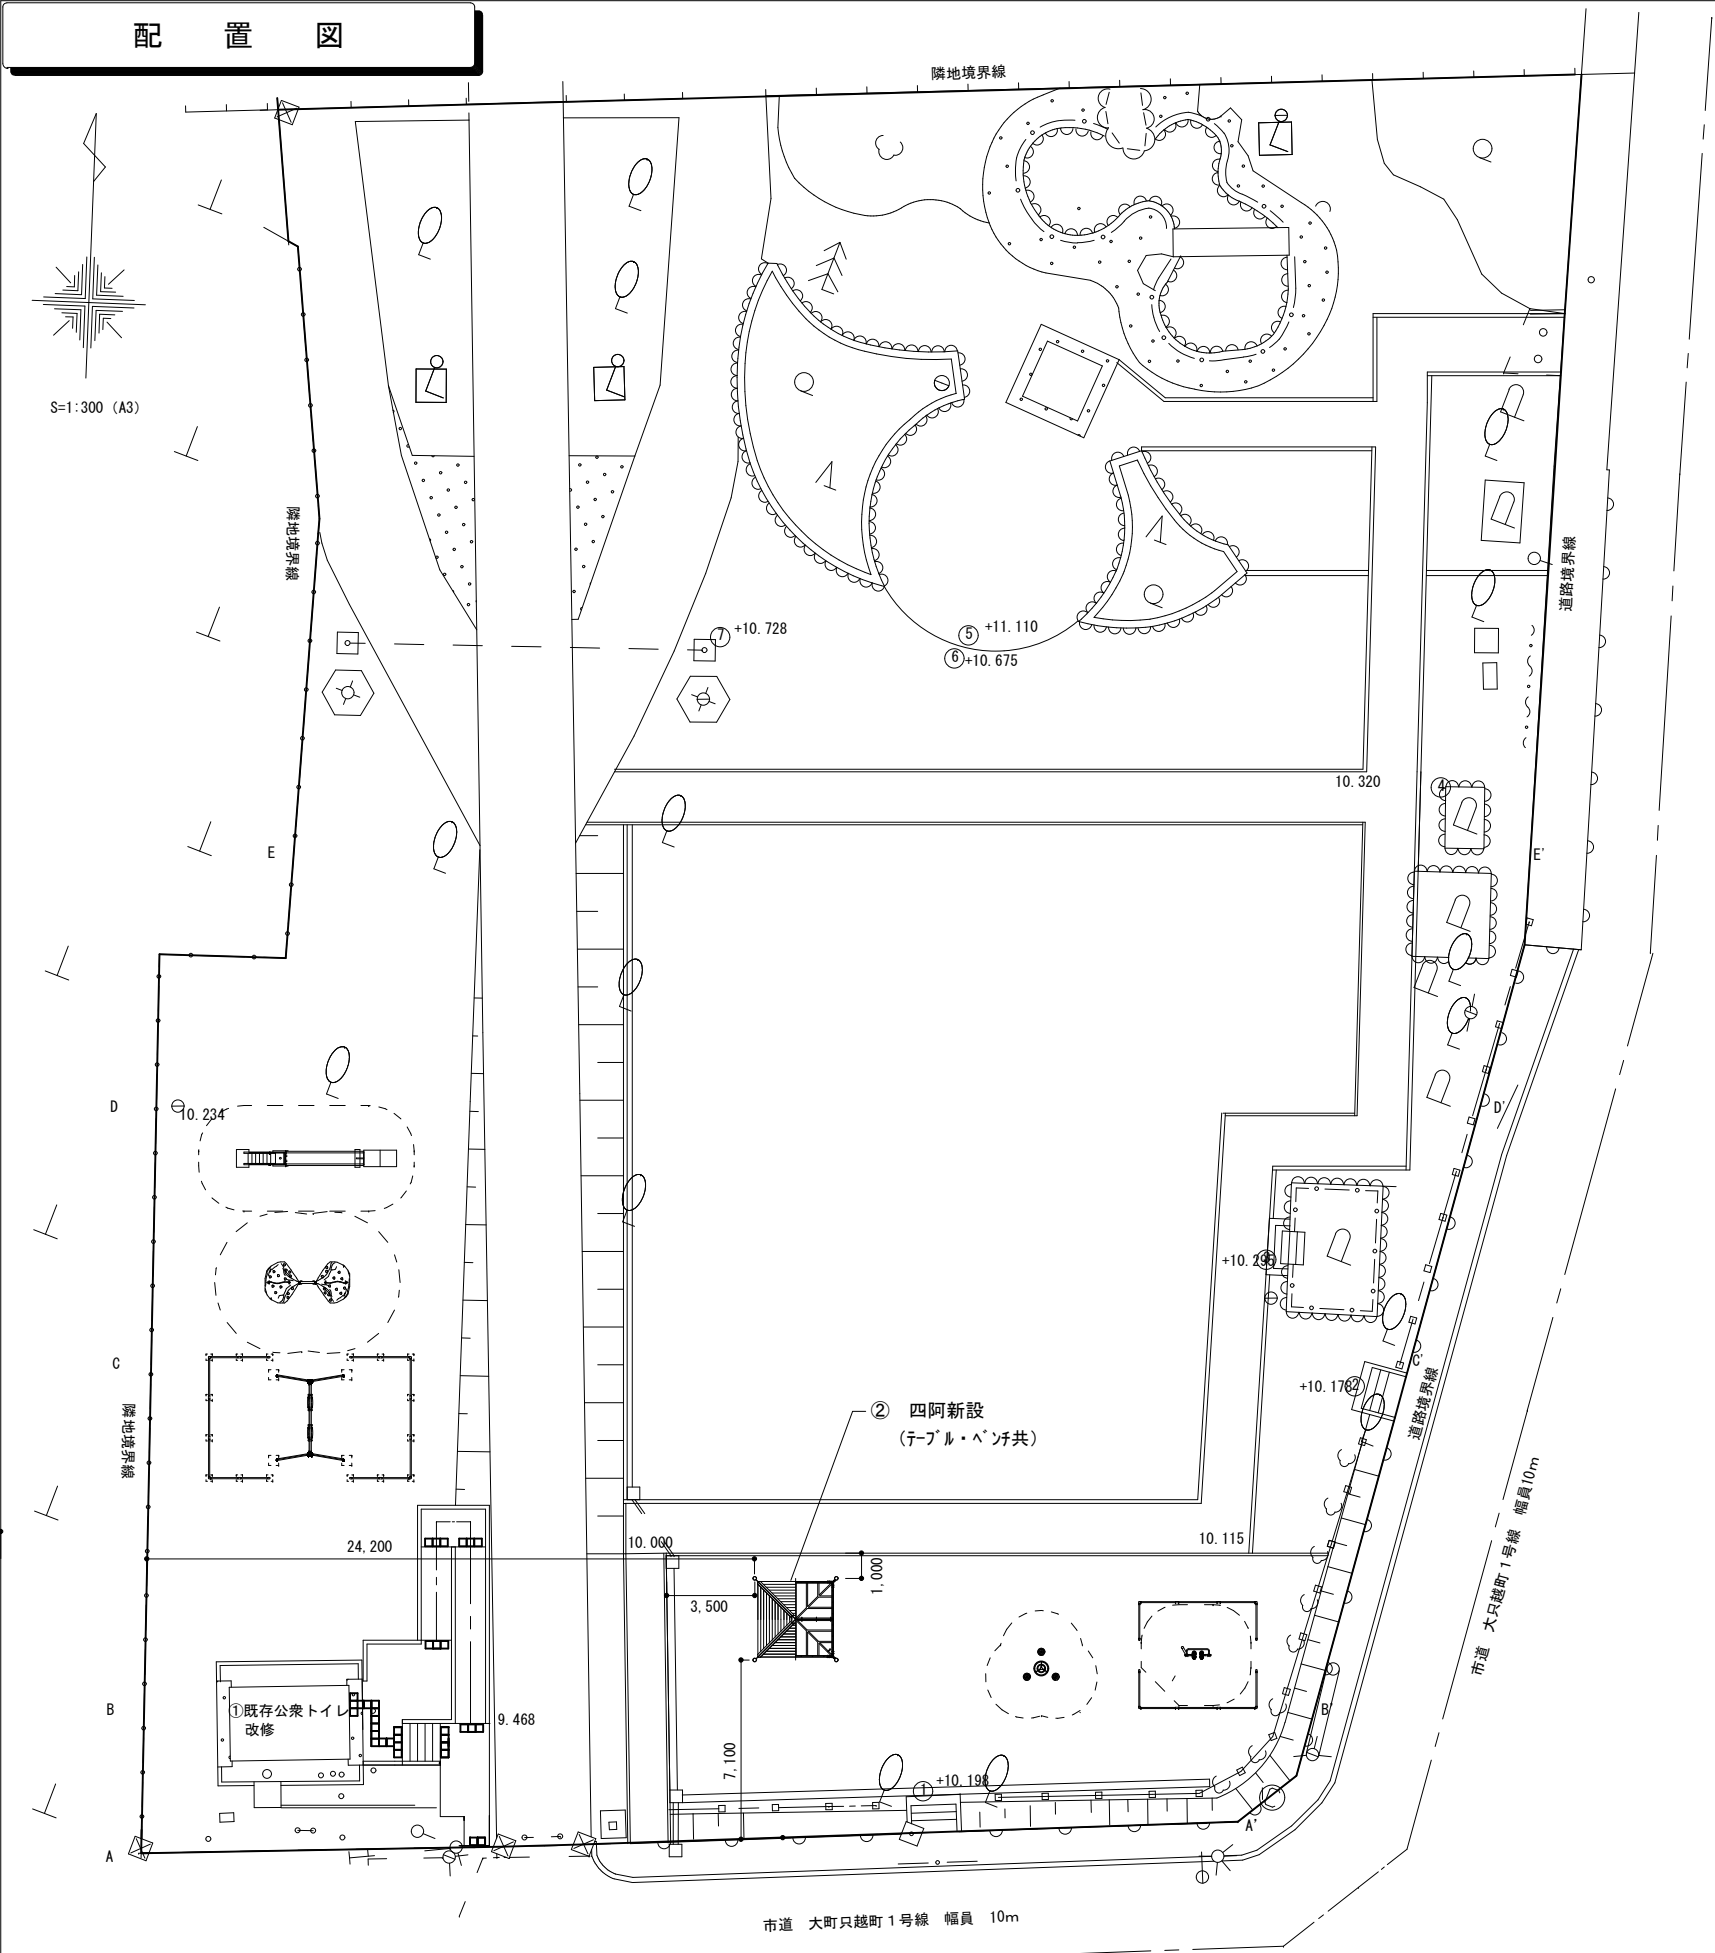 配　置　図
隣地境界線
S=1:300 (A3)
隣地境界線
道路境界線
⑦ +10.728
⑤ +11.110
⑥ +10.675
10.320
④
E
E'
D
10.234
D'
+10.295
C
C'
+10.178
②
隣地境界線
道路境界線
②　四阿新設
(ﾃｰﾌﾞﾙ・ﾍﾞﾝﾁ共)
市道　大只越町１号線　幅員10m
24,200
10.000
10.115
1,000
3,500
B
①既存公衆トイレ
改修
9.468
B'
7,100
① +10.198
A
A'
市道　大町只越町１号線　幅員　10m